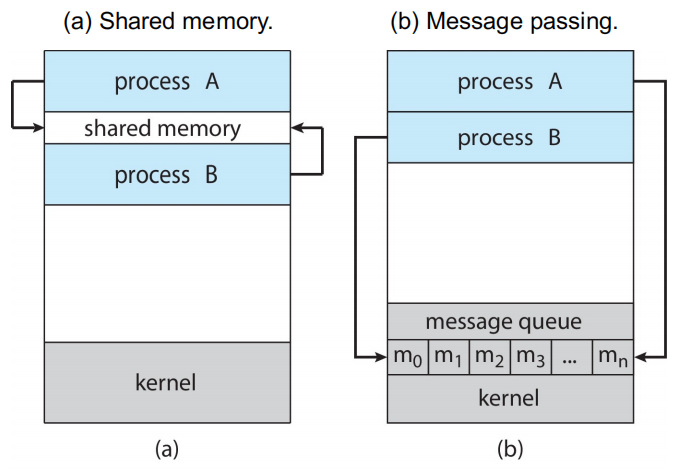 (a) Shared memory.
process A
shared memory
process B
kernel
(a)
(b) Message passing.
process A
process B
message queue
m₀ m₁ m₂ m₃ ... mₙ
kernel
(b)